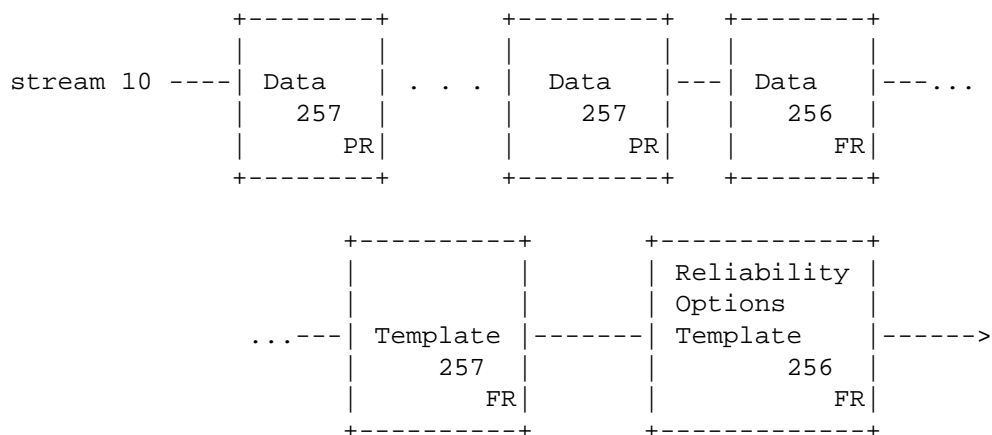 +--------+       +---------+   +--------+
              |        |       |         |   |        |
stream 10 ----| Data   | . . . |  Data   |---| Data   |---...
              |   257  |       |    257  |   |   256  |
              |      PR|       |       PR|   |      FR|
              +--------+       +---------+   +--------+
                     +----------+       +-------------+
                     |          |       | Reliability |
                     |          |       | Options     |
               ...---| Template |-------| Template    |------>
                     |     257  |       |        256  |
                     |        FR|       |           FR|
                     +----------+       +-------------+